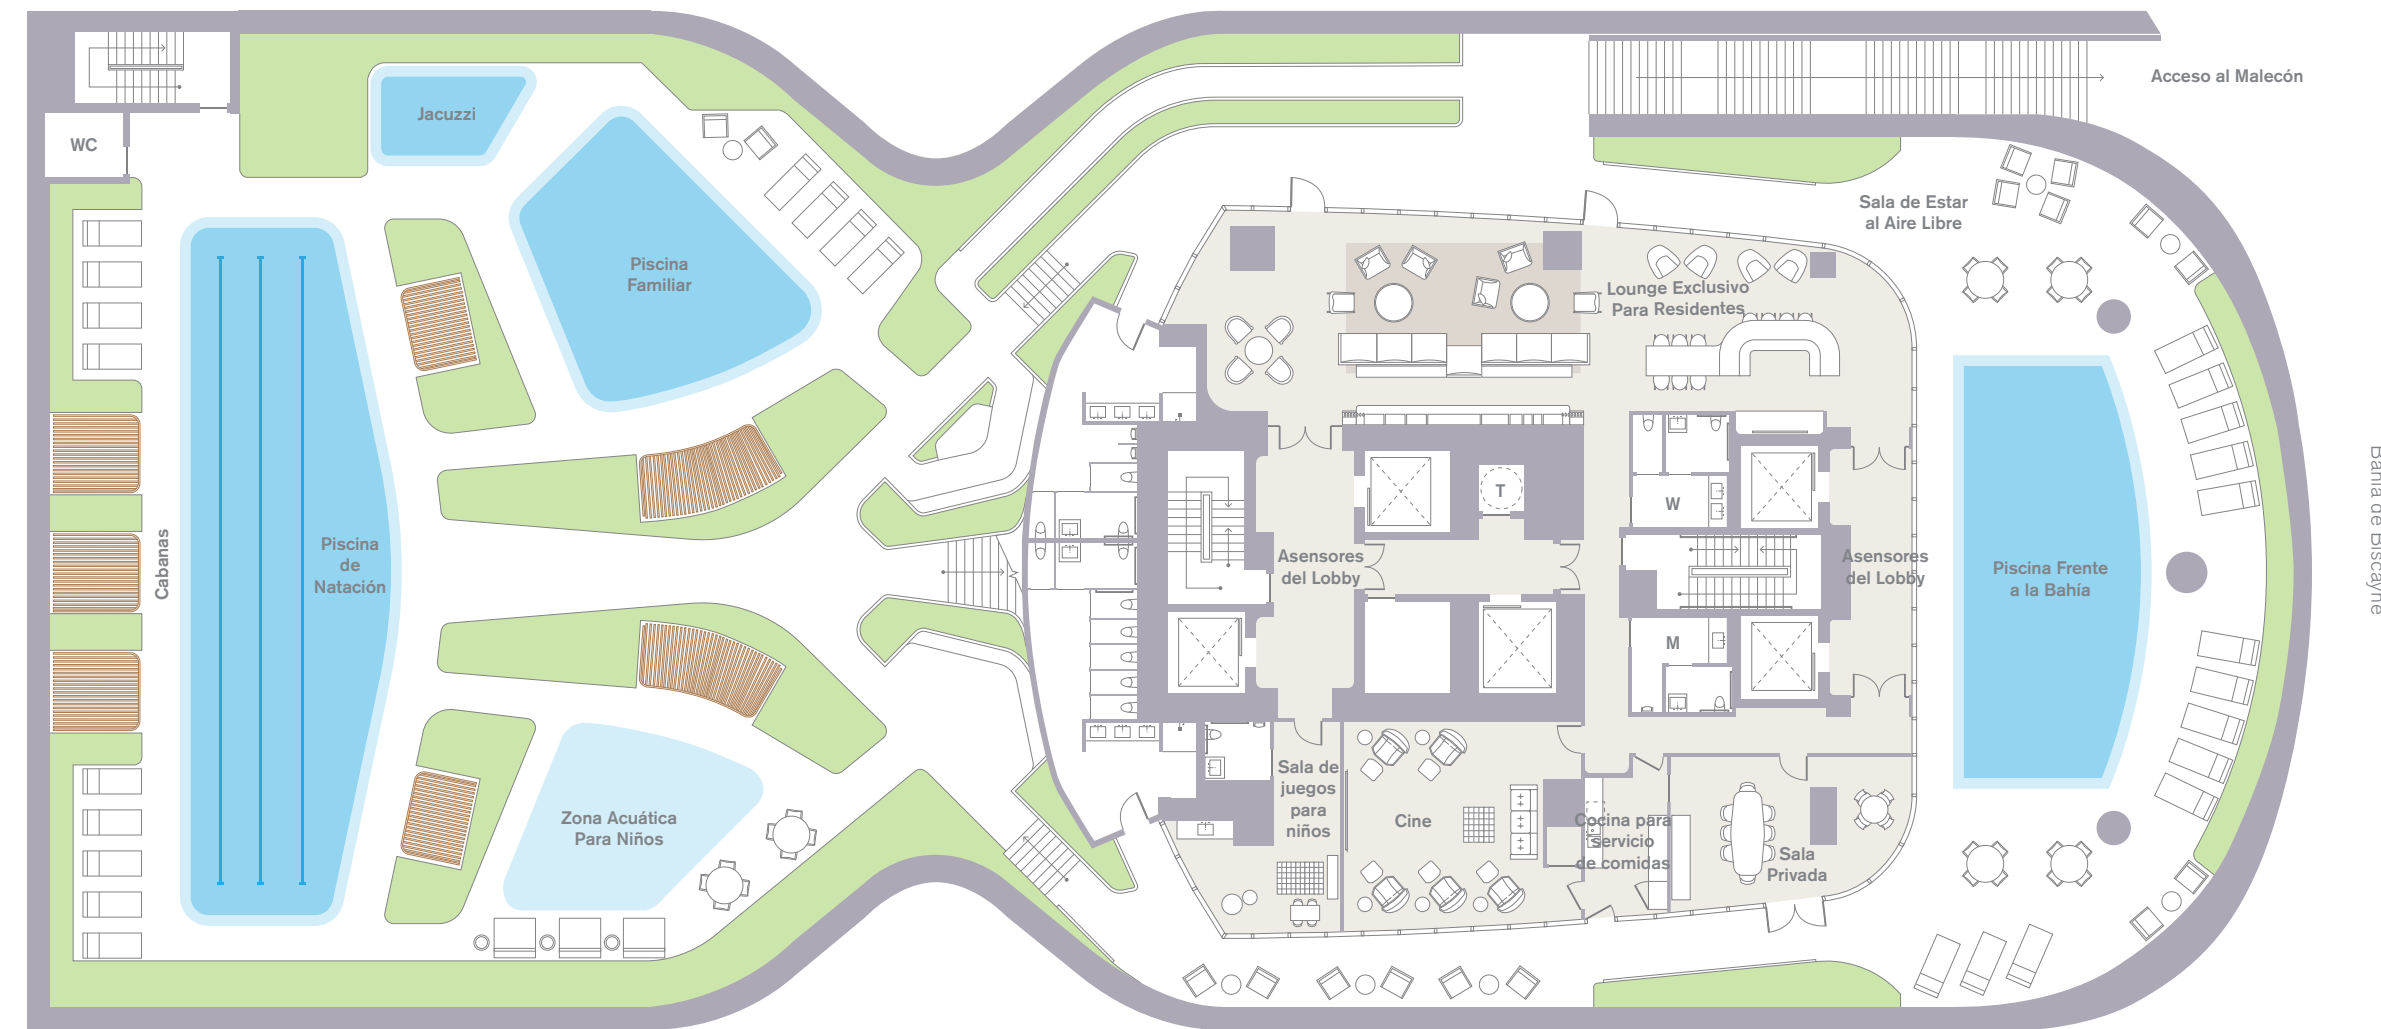 Acceso al Malecón
Jacuzzi
WC
Sala de Estar
al Aire Libre
Piscina
Familiar
Lounge Exclusivo
Para Residentes
Cabanas
Piscina
de
Natación
T
W
Asensores
del Lobby
Asensores
del Lobby
Piscina Frente
a la Bahía
Bahía de Biscayne
M
Zona Acuática
Para Niños
Sala de
juegos
para
niños
Cine
Cocina para
servicio
de comidas
Sala
Privada